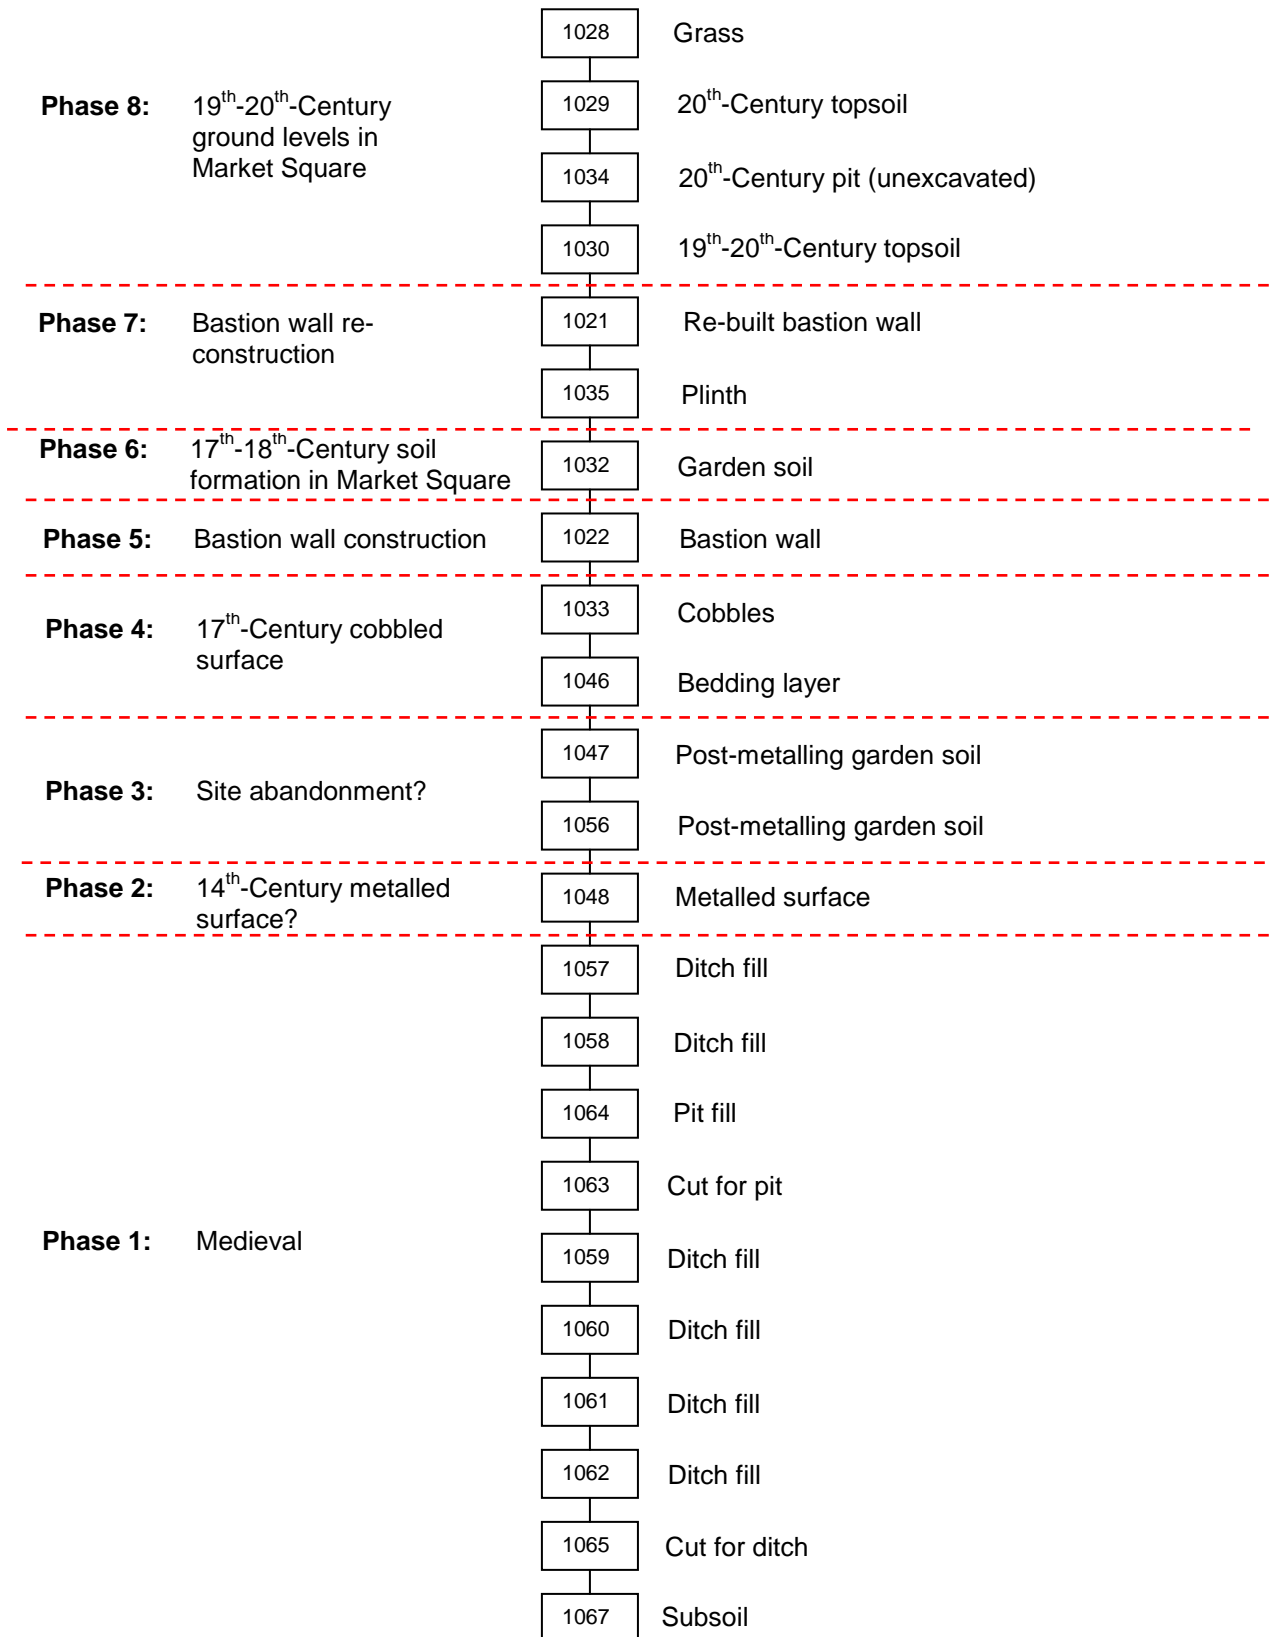 1028 Grass
Phase 8: 19th-20th-Century 1029 20th-Century topsoil
ground levels in
Market Square 1034 20th-Century pit (unexcavated)
1030 19th-20th-Century topsoil
Phase 7: Bastion wall re- 1021 Re-built bastion wall
construction
1035 Plinth
Phase 6: 17th-18th-Century soil
formation in Market Square 1032 Garden soil
Phase 5: Bastion wall construction 1022 Bastion wall
1033 Cobbles
Phase 4: 17th-Century cobbled
surface
1046 Bedding layer
1047 Post-metalling garden soil
Phase 3: Site abandonment?
1056 Post-metalling garden soil
Phase 2: 14th-Century metalled 1048 Metalled surface
surface?
1057 Ditch fill
1058 Ditch fill
1064 Pit fill
1063 Cut for pit
Phase 1: Medieval
1059 Ditch fill
1060 Ditch fill
1061 Ditch fill
1062 Ditch fill
1065 Cut for ditch
1067 Subsoil